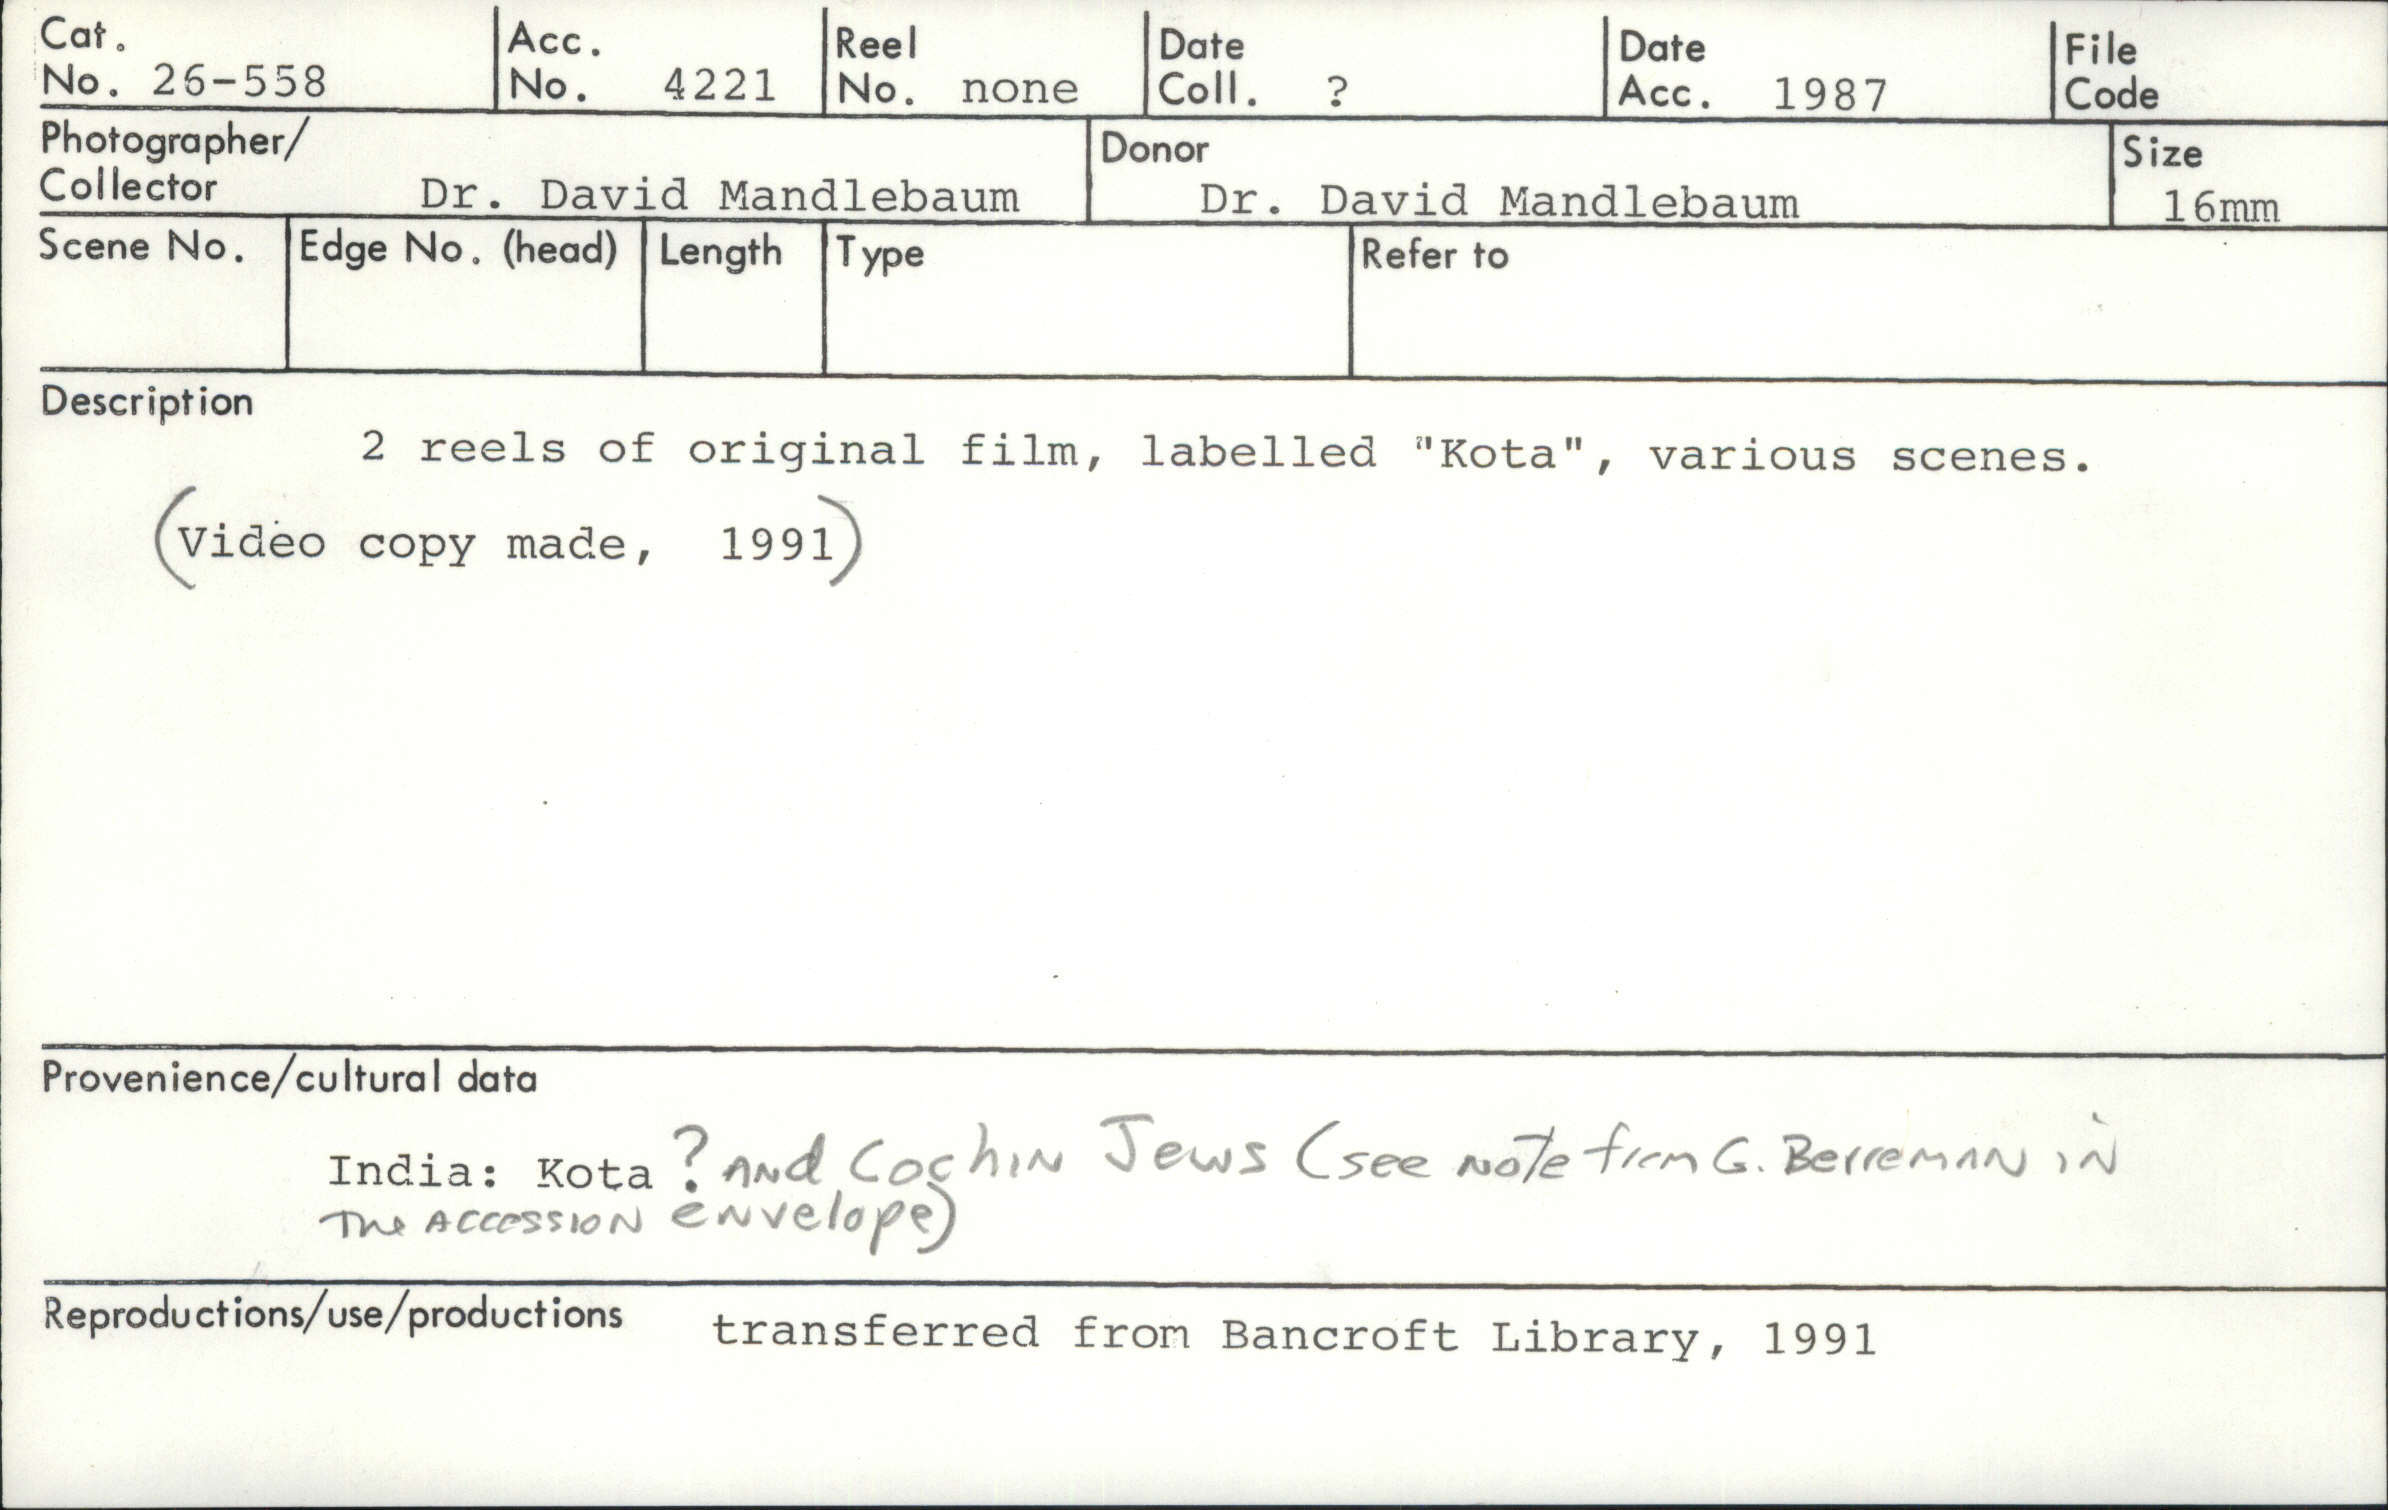 Cat. No. 26-558
Acc. No. 4221
Reel No. none
Date Coll. ?
Date Acc. 1987
File Code
Photographer/ Collector Dr. David Mandlebaum
Donor Dr. David Mandlebaum
Size 16mm
Scene No.
Edge No. (head)
Length
Type
Refer to
Description
2 reels of original film, labelled "Kota", various scenes.
(Video copy made, 1991)
Provenience/cultural data
India: Kota ? and Cochin Jews (see note from G. Berreman in
The accession envelope)
Reproductions/use/productions transferred from Bancroft Library, 1991